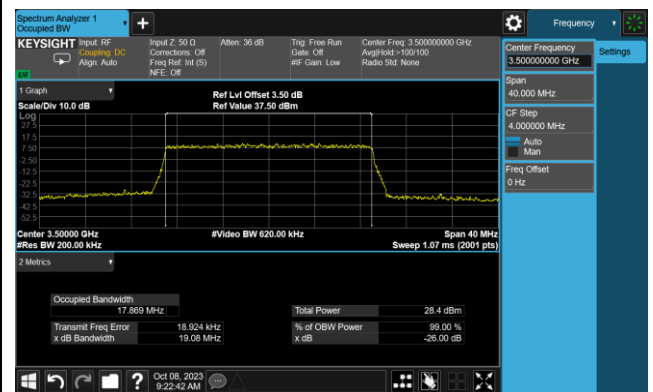 Spectrum Analyzer 1
Occupied BW
Frequency
KEYSIGHT
Input: RF
Coupling: DC
Align: Auto
Input Z: 50 Ω
Corrections: Off
Freq Ref: Int (S)
NFE: Off
Atten: 36 dB
Trig: Free Run
Gate: Off
#IF Gain: Low
Center Freq: 3.500000000 GHz
Avg|Hold:>100/100
Radio Std: None
1 Graph
Scale/Div 10.0 dB
Ref Lvl Offset 3.50 dB
Ref Value 37.50 dBm
Log
27.5
17.5
7.50
-2.50
-12.5
-22.5
-32.5
-42.5
-52.5
Center 3.50000 GHz
#Res BW 200.00 kHz
#Video BW 620.00 kHz
Span 40 MHz
Sweep 1.07 ms (2001 pts)
2 Metrics
Occupied Bandwidth
17.869 MHz
Transmit Freq Error 18.924 kHz
x dB Bandwidth 19.08 MHz
Total Power 28.4 dBm
% of OBW Power 99.00 %
x dB -26.00 dB
Center Frequency
3.500000000 GHz
Span
40.000 MHz
CF Step
4.000000 MHz
Auto
Man
Freq Offset
0 Hz
Settings
Oct 08, 2023
9:22:42 AM